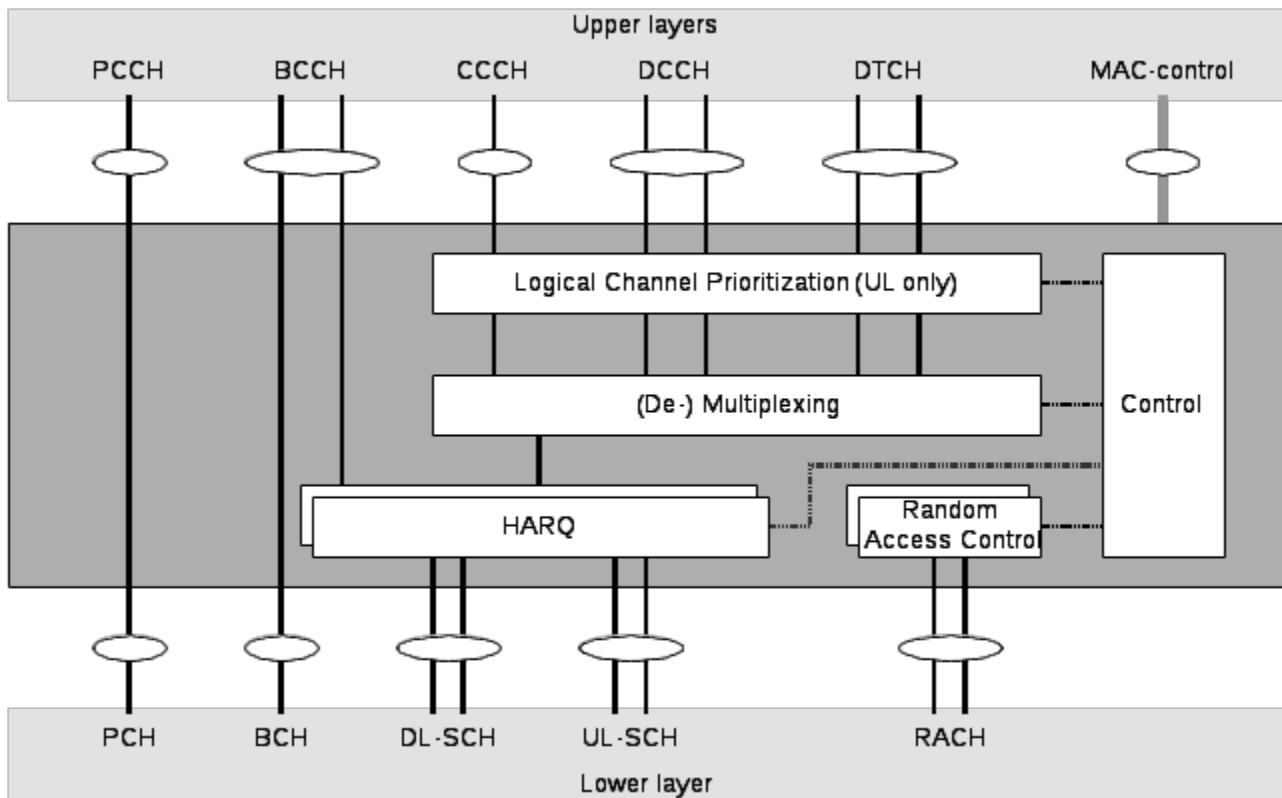 Upper layers
PCCH BCCH CCCH DCCH DTCH MAC-control
Logical Channel Prioritization (UL only)
(De-) Multiplexing
Control
HARQ
Random
Access Control
PCH BCH DL-SCH UL-SCH RACH
Lower layer